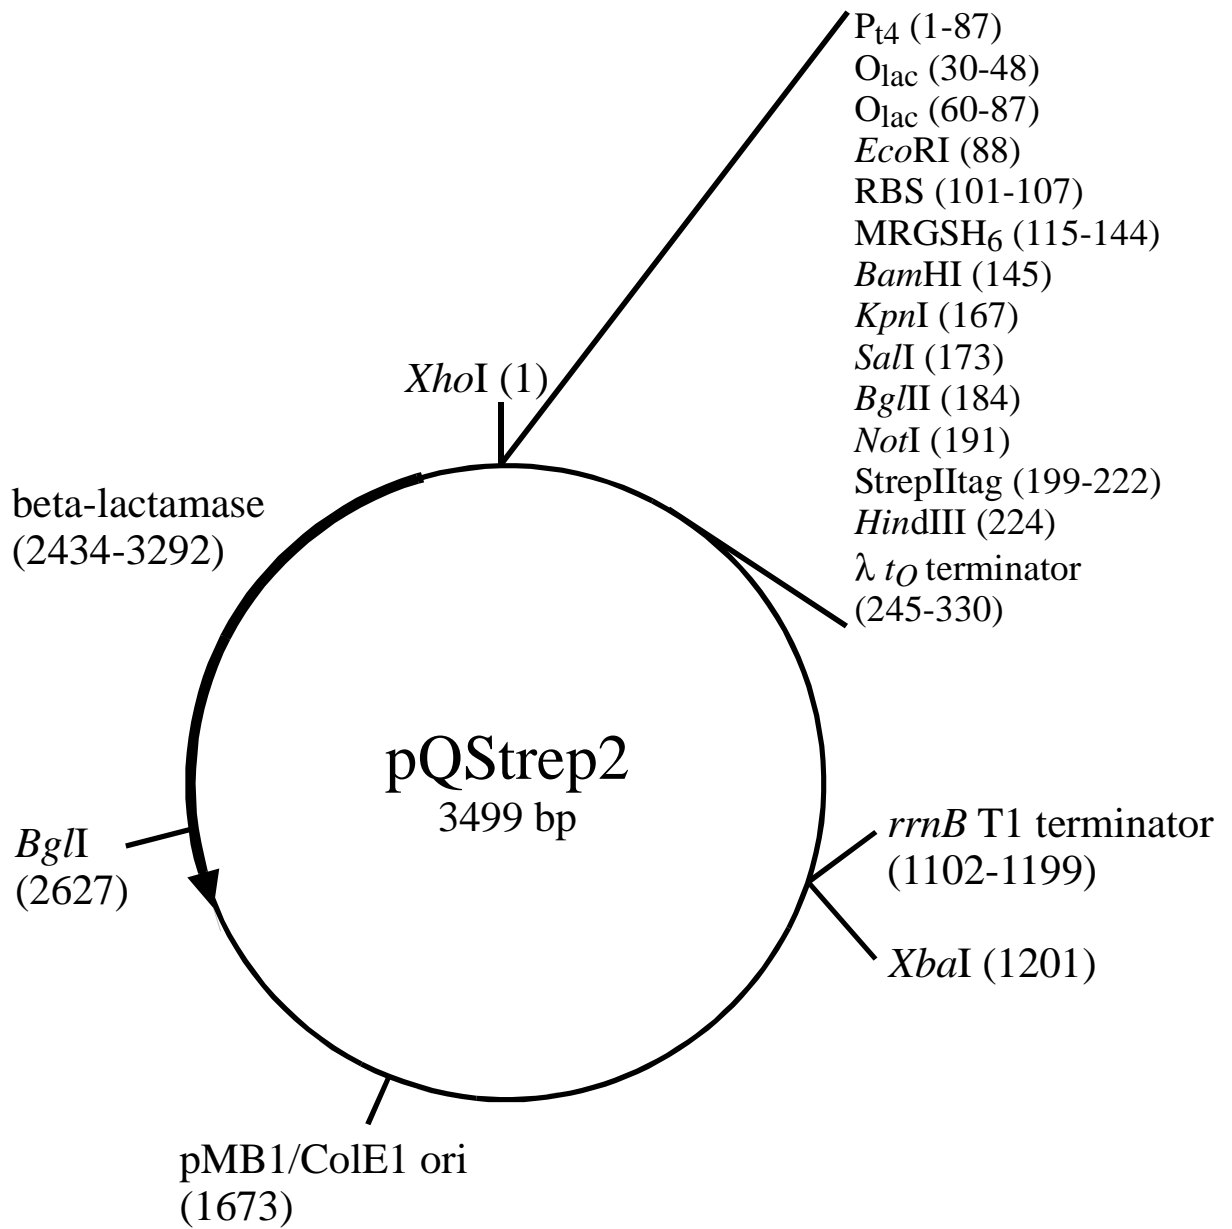 Pt4 (1-87)
Olac (30-48)
Olac (60-87)
EcoRI (88)
RBS (101-107)
MRGSH6 (115-144)
BamHI (145)
KpnI (167)
SalI (173)
BglII (184)
NotI (191)
StrepIItag (199-222)
HindIII (224)
λ tO terminator
(245-330)
XhoI (1)
beta-lactamase
(2434-3292)
pQStrep2
3499 bp
BglI
(2627)
rrnB T1 terminator
(1102-1199)
XbaI (1201)
pMB1/ColE1 ori
(1673)